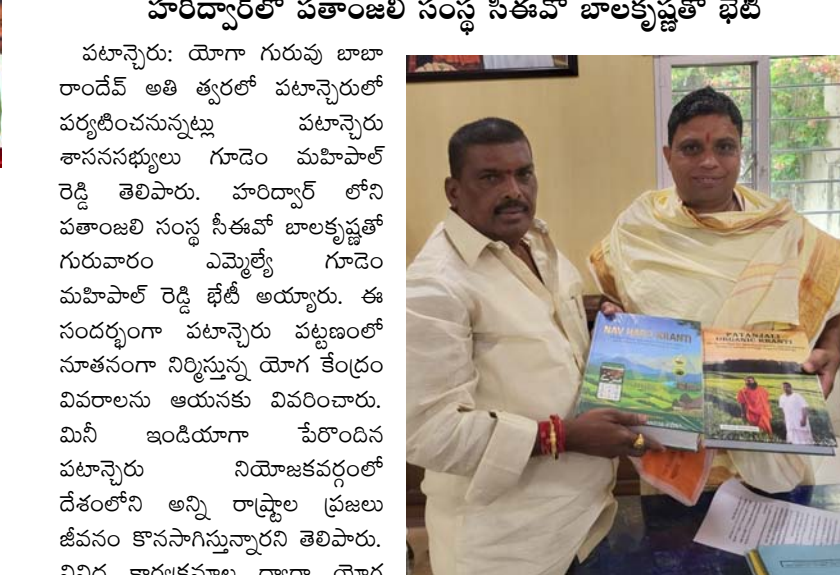 హరిద్వార్‌లో పతాంజలి సంస్థ సీఈవో బాలకృష్ణతో భేటీ
పటాన్చెరు: యోగా గురువు బాబా
రాందేవ్ అతి త్వరలో పటాన్చెరులో
పర్యటించనున్నట్లు పటాన్చెరు
శాసనసభ్యులు గూడెం మహిపాల్
రెడ్డి తెలిపారు. హరిద్వార్ లోని
పతాంజలి సంస్థ సీఈవో బాలకృష్ణతో
గురువారం ఎమ్మెల్యే గూడెం
మహిపాల్ రెడ్డి భేటీ అయ్యారు. ఈ
సందర్భంగా పటాన్చెరు పట్టణంలో
నూతనంగా నిర్మిస్తున్న యోగ కేంద్రం
వివరాలను ఆయనకు వివరించారు.
మినీ ఇండియాగా పేరొందిన
పటాన్చెరు నియోజకవర్గంలో
దేశంలోని అన్ని రాష్ట్రాల ప్రజలు
జీవనం కొనసాగిస్తున్నారని తెలిపారు.
వివిధ కార్యక్రమాల ద్వారా యోగ
NAV HARIT KRANTI
PATANJALI
ORGANIC KRANTI